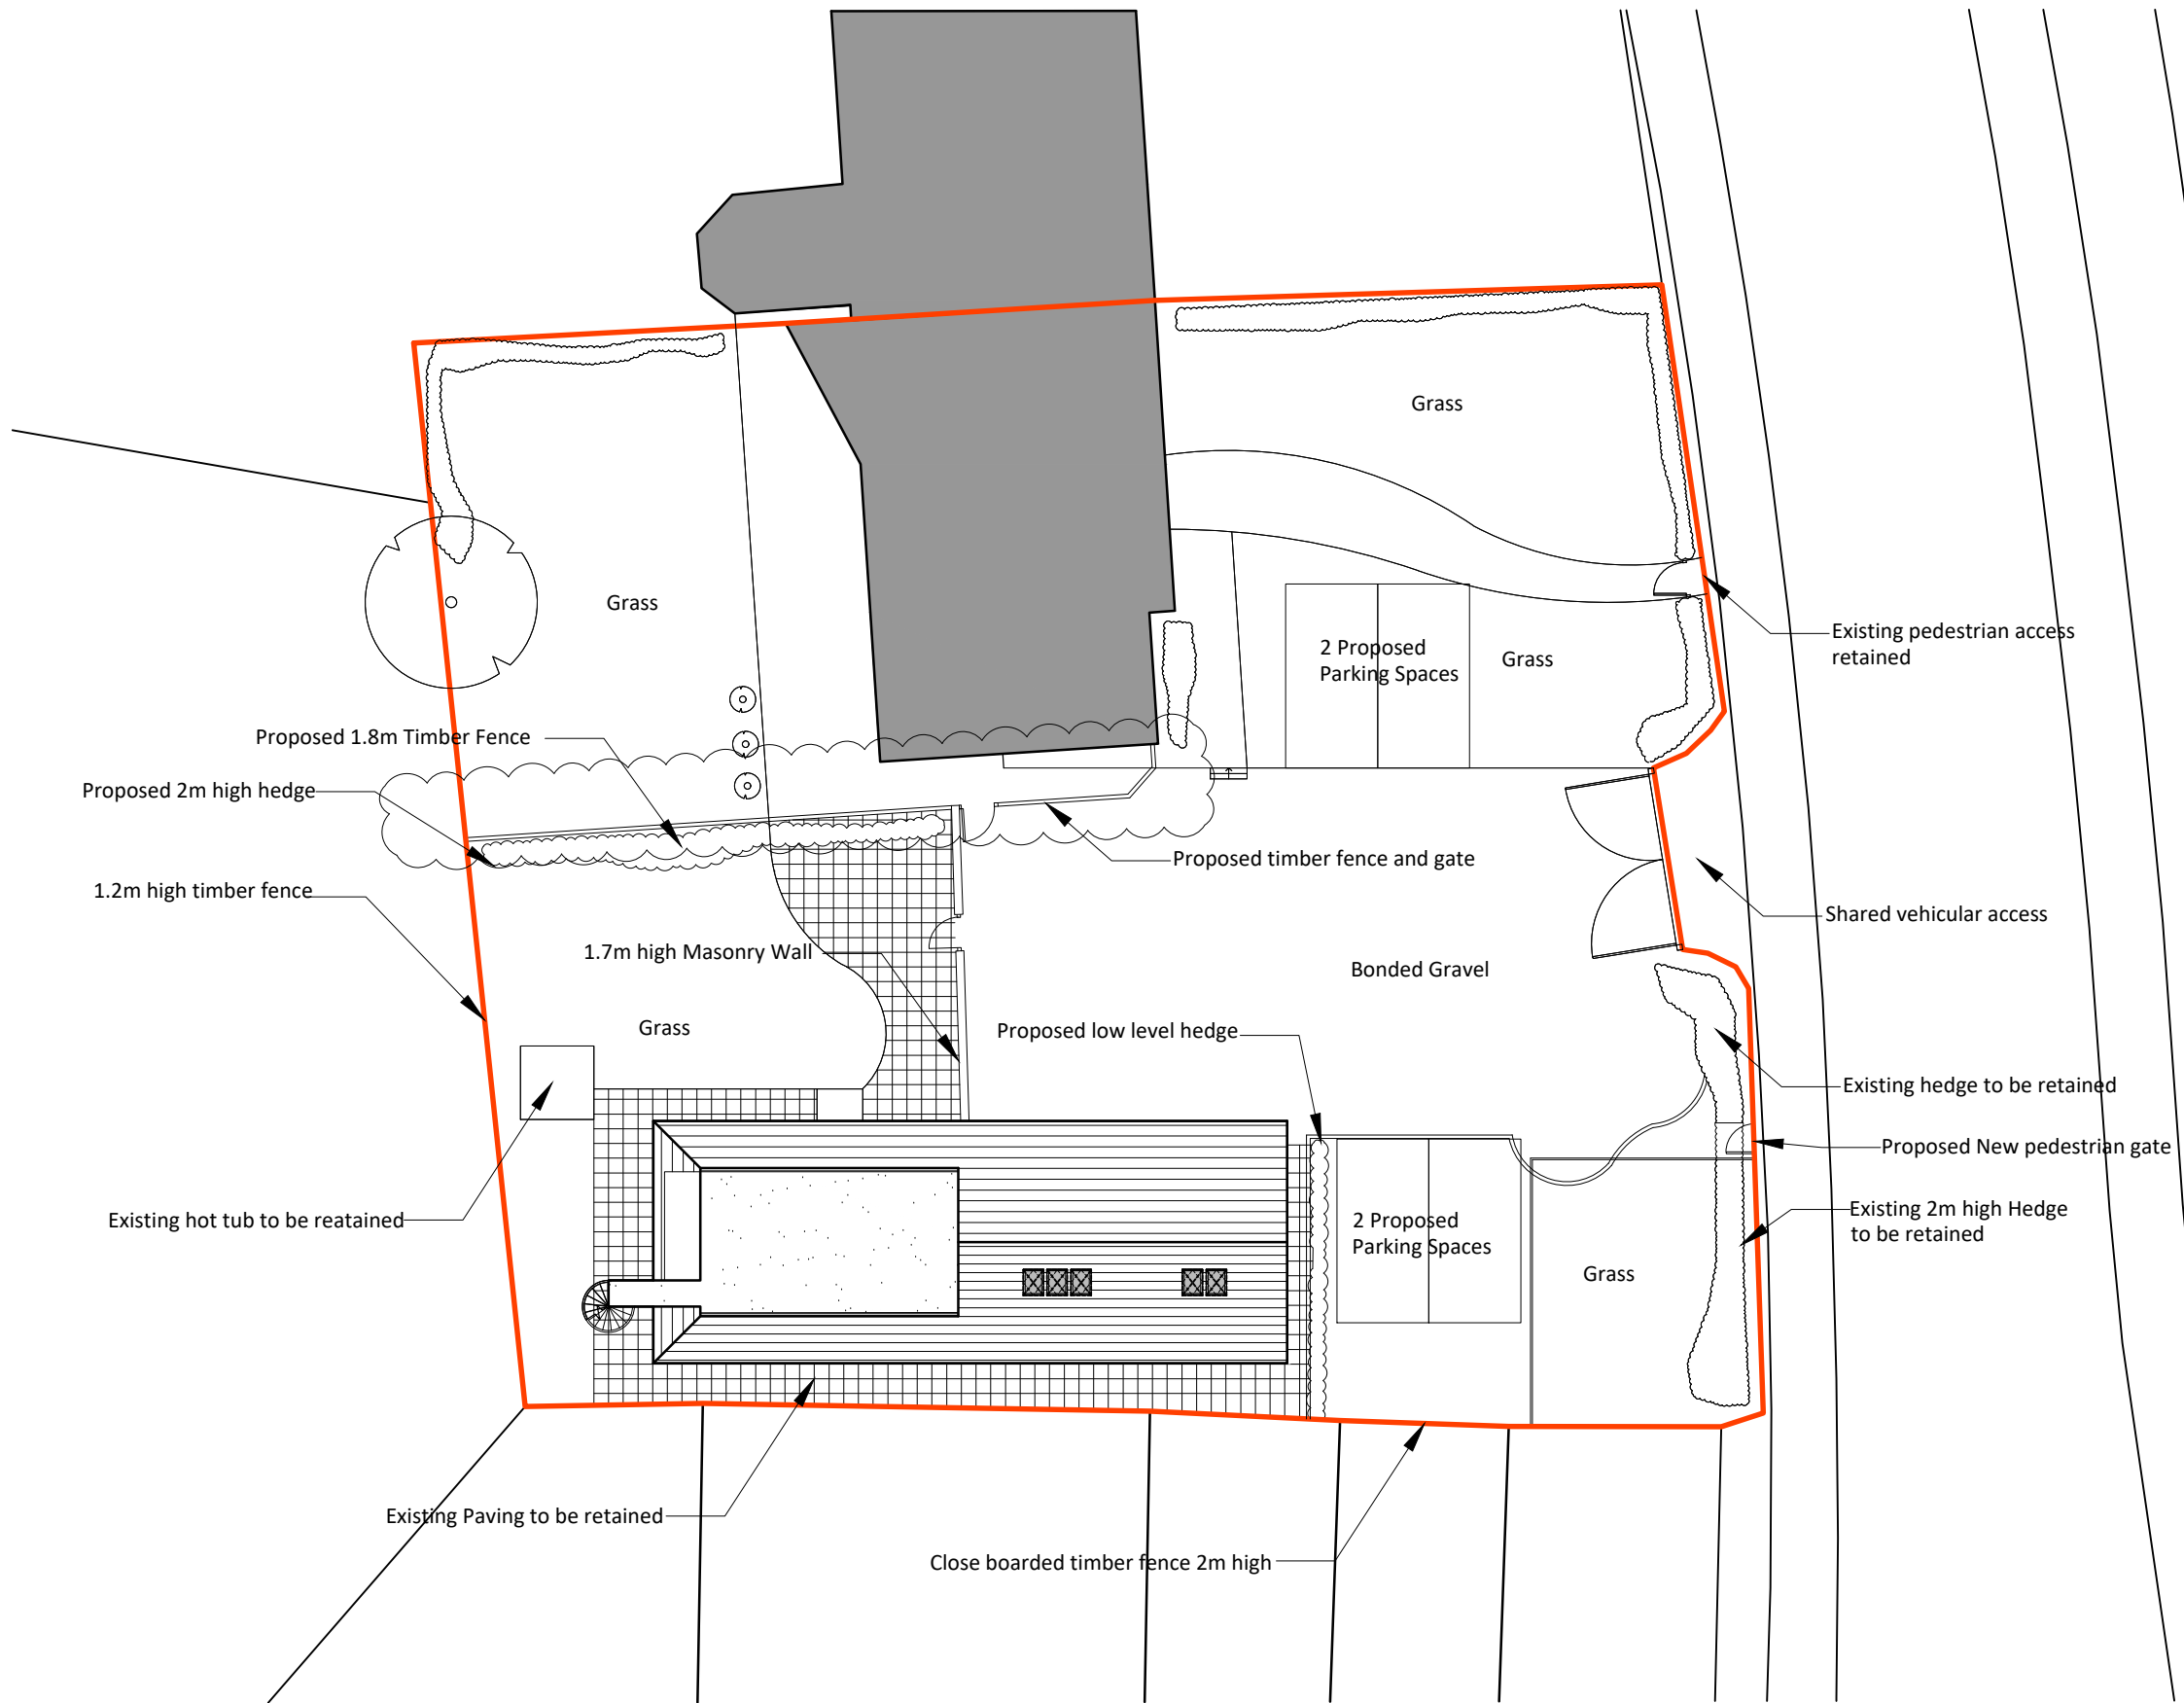 Grass
Grass
Existing pedestrian access
retained
2 Proposed
Parking Spaces
Grass
Proposed 1.8m Timber Fence
Proposed 2m high hedge
Proposed timber fence and gate
1.2m high timber fence
Shared vehicular access
1.7m high Masonry Wall
Bonded Gravel
Grass
Proposed low level hedge
Existing hedge to be retained
Proposed New pedestrian gate
Existing hot tub to be reatained
2 Proposed
Parking Spaces
Existing 2m high Hedge
to be retained
Grass
Existing Paving to be retained
Close boarded timber fence 2m high